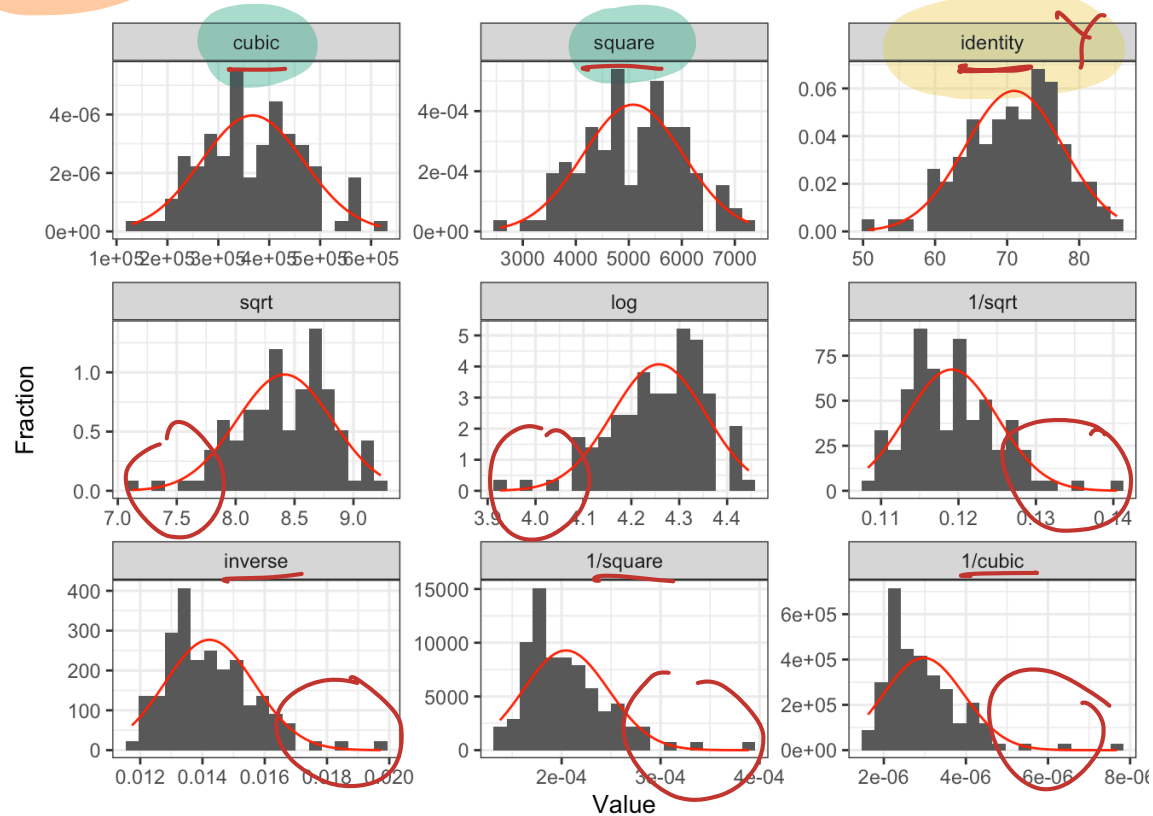 cubic square identity Y
4e-06 4e-04 0.06
0.04
2e-06 2e-04 0.02
0e+00 0e+00 0.00
1e+05 2e+05 3e+05 4e+05 5e+05 6e+05 3000 4000 5000 6000 7000 50 60 70 80
sqrt log 1/sqrt
5
1.0 4 75
3 50
0.5 2 25
1
0.0 0 0
7.0 7.5 8.0 8.5 9.0 3.9 4.0 4.1 4.2 4.3 4.4 0.11 0.12 0.13 0.14
Fraction
inverse 1/square 1/cubic
400 15000 6e+05
300 10000 4e+05
200 5000 2e+05
100
0 0 0e+00
0.012 0.014 0.016 0.018 0.020 2e-04 3e-04 4e-04 2e-06 4e-06 6e-06 8e-06
Value